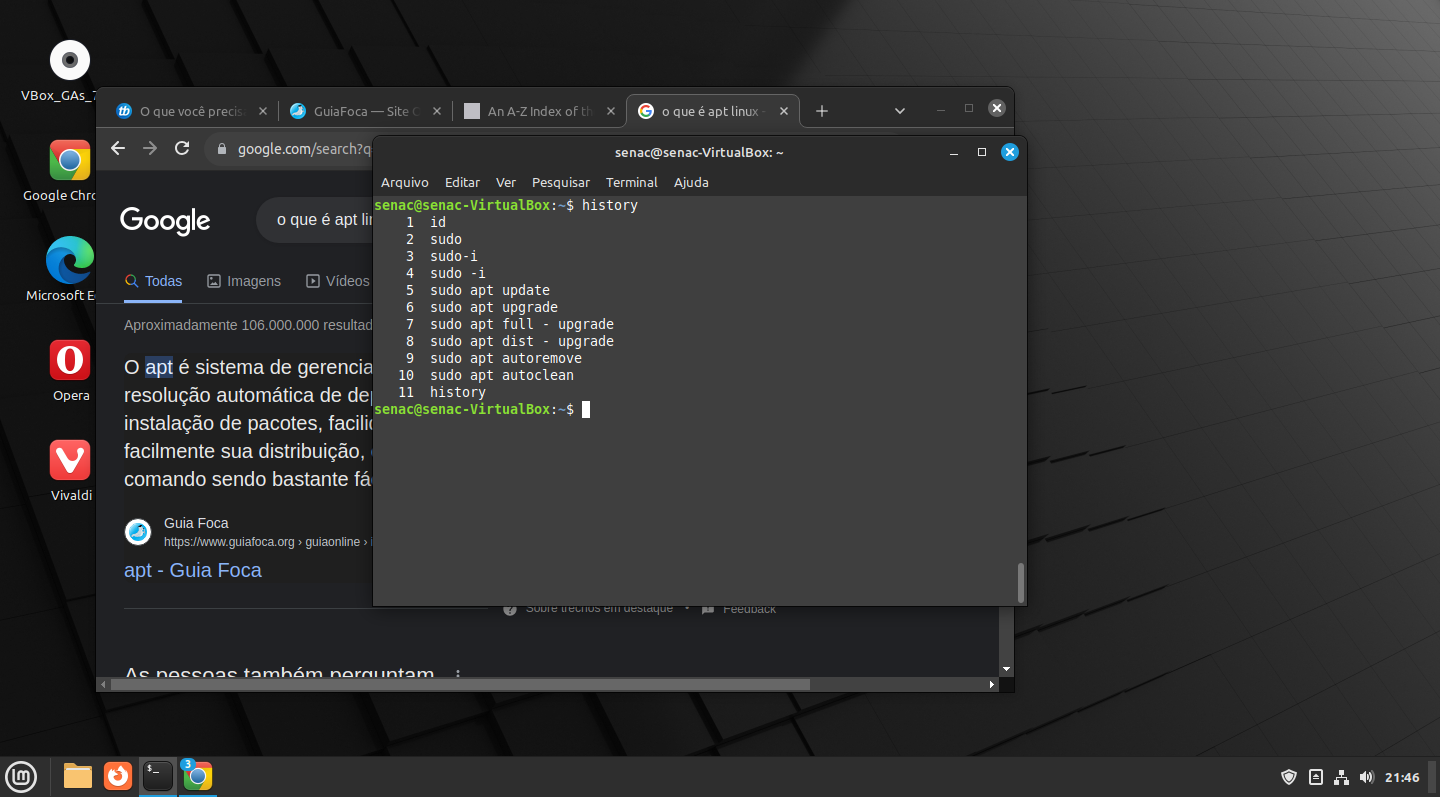 VBox_GAs_7
Google Chro
Microsoft E
Opera
Vivaldi
O que você precis
GuiaFoca — Site
An A-Z Index of th
o que é apt linux -
google.com/search?q
Google
o que é apt lin
Todas
Imagens
Vídeos
Aproximadamente 106.000.000 resultad
O apt é sistema de gerencia
resolução automática de de
instalação de pacotes, facili
facilmente sua distribuição,
comando sendo bastante fá
Guia Foca
https://www.guiafoca.org › guiaonline ›
apt - Guia Foca
Sobre trechos em destaque • Feedback
As pessoas também perguntam
senac@senac-VirtualBox: ~
Arquivo Editar Ver Pesquisar Terminal Ajuda
senac@senac-VirtualBox:~$ history
1 id
2 sudo
3 sudo-i
4 sudo -i
5 sudo apt update
6 sudo apt upgrade
7 sudo apt full - upgrade
8 sudo apt dist - upgrade
9 sudo apt autoremove
10 sudo apt autoclean
11 history
senac@senac-VirtualBox:~$
3
21:46